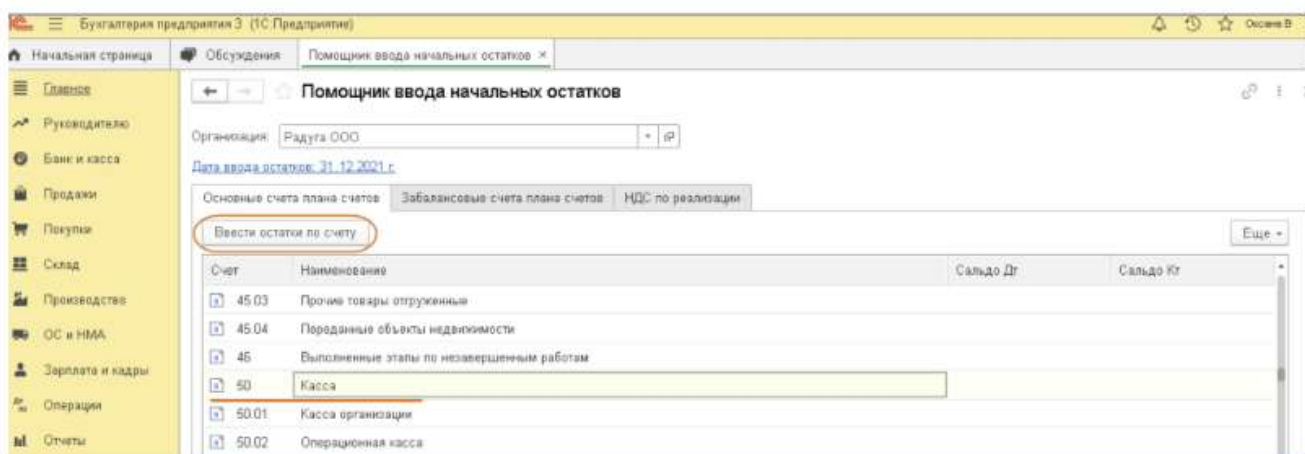 1С Бухгалтерия предприятия 3 (1С:Предприятие) Оксана В
Начальная страница Обсуждения Помощник ввода начальных остатков ×
Главное
Помощник ввода начальных остатков
Руководителю
Организация: Радуга ООО
Банк и касса
Дата ввода остатков: 31.12.2021 г.
Продажи
Основные счета плана счетов Забалансовые счета плана счетов НДС по реализации
Покупки
Ввести остатки по счету Еще
Склад
Счет Наименование Сальдо Дт Сальдо Кт
Производство
45.03 Прочие товары отгруженные
ОС и НМА
45.04 Переданные объекты недвижимости
46 Выполненные этапы по незавершенным работам
Зарплата и кадры
50 Касса
Операции
50.01 Касса организации
Отчеты
50.02 Операционная касса